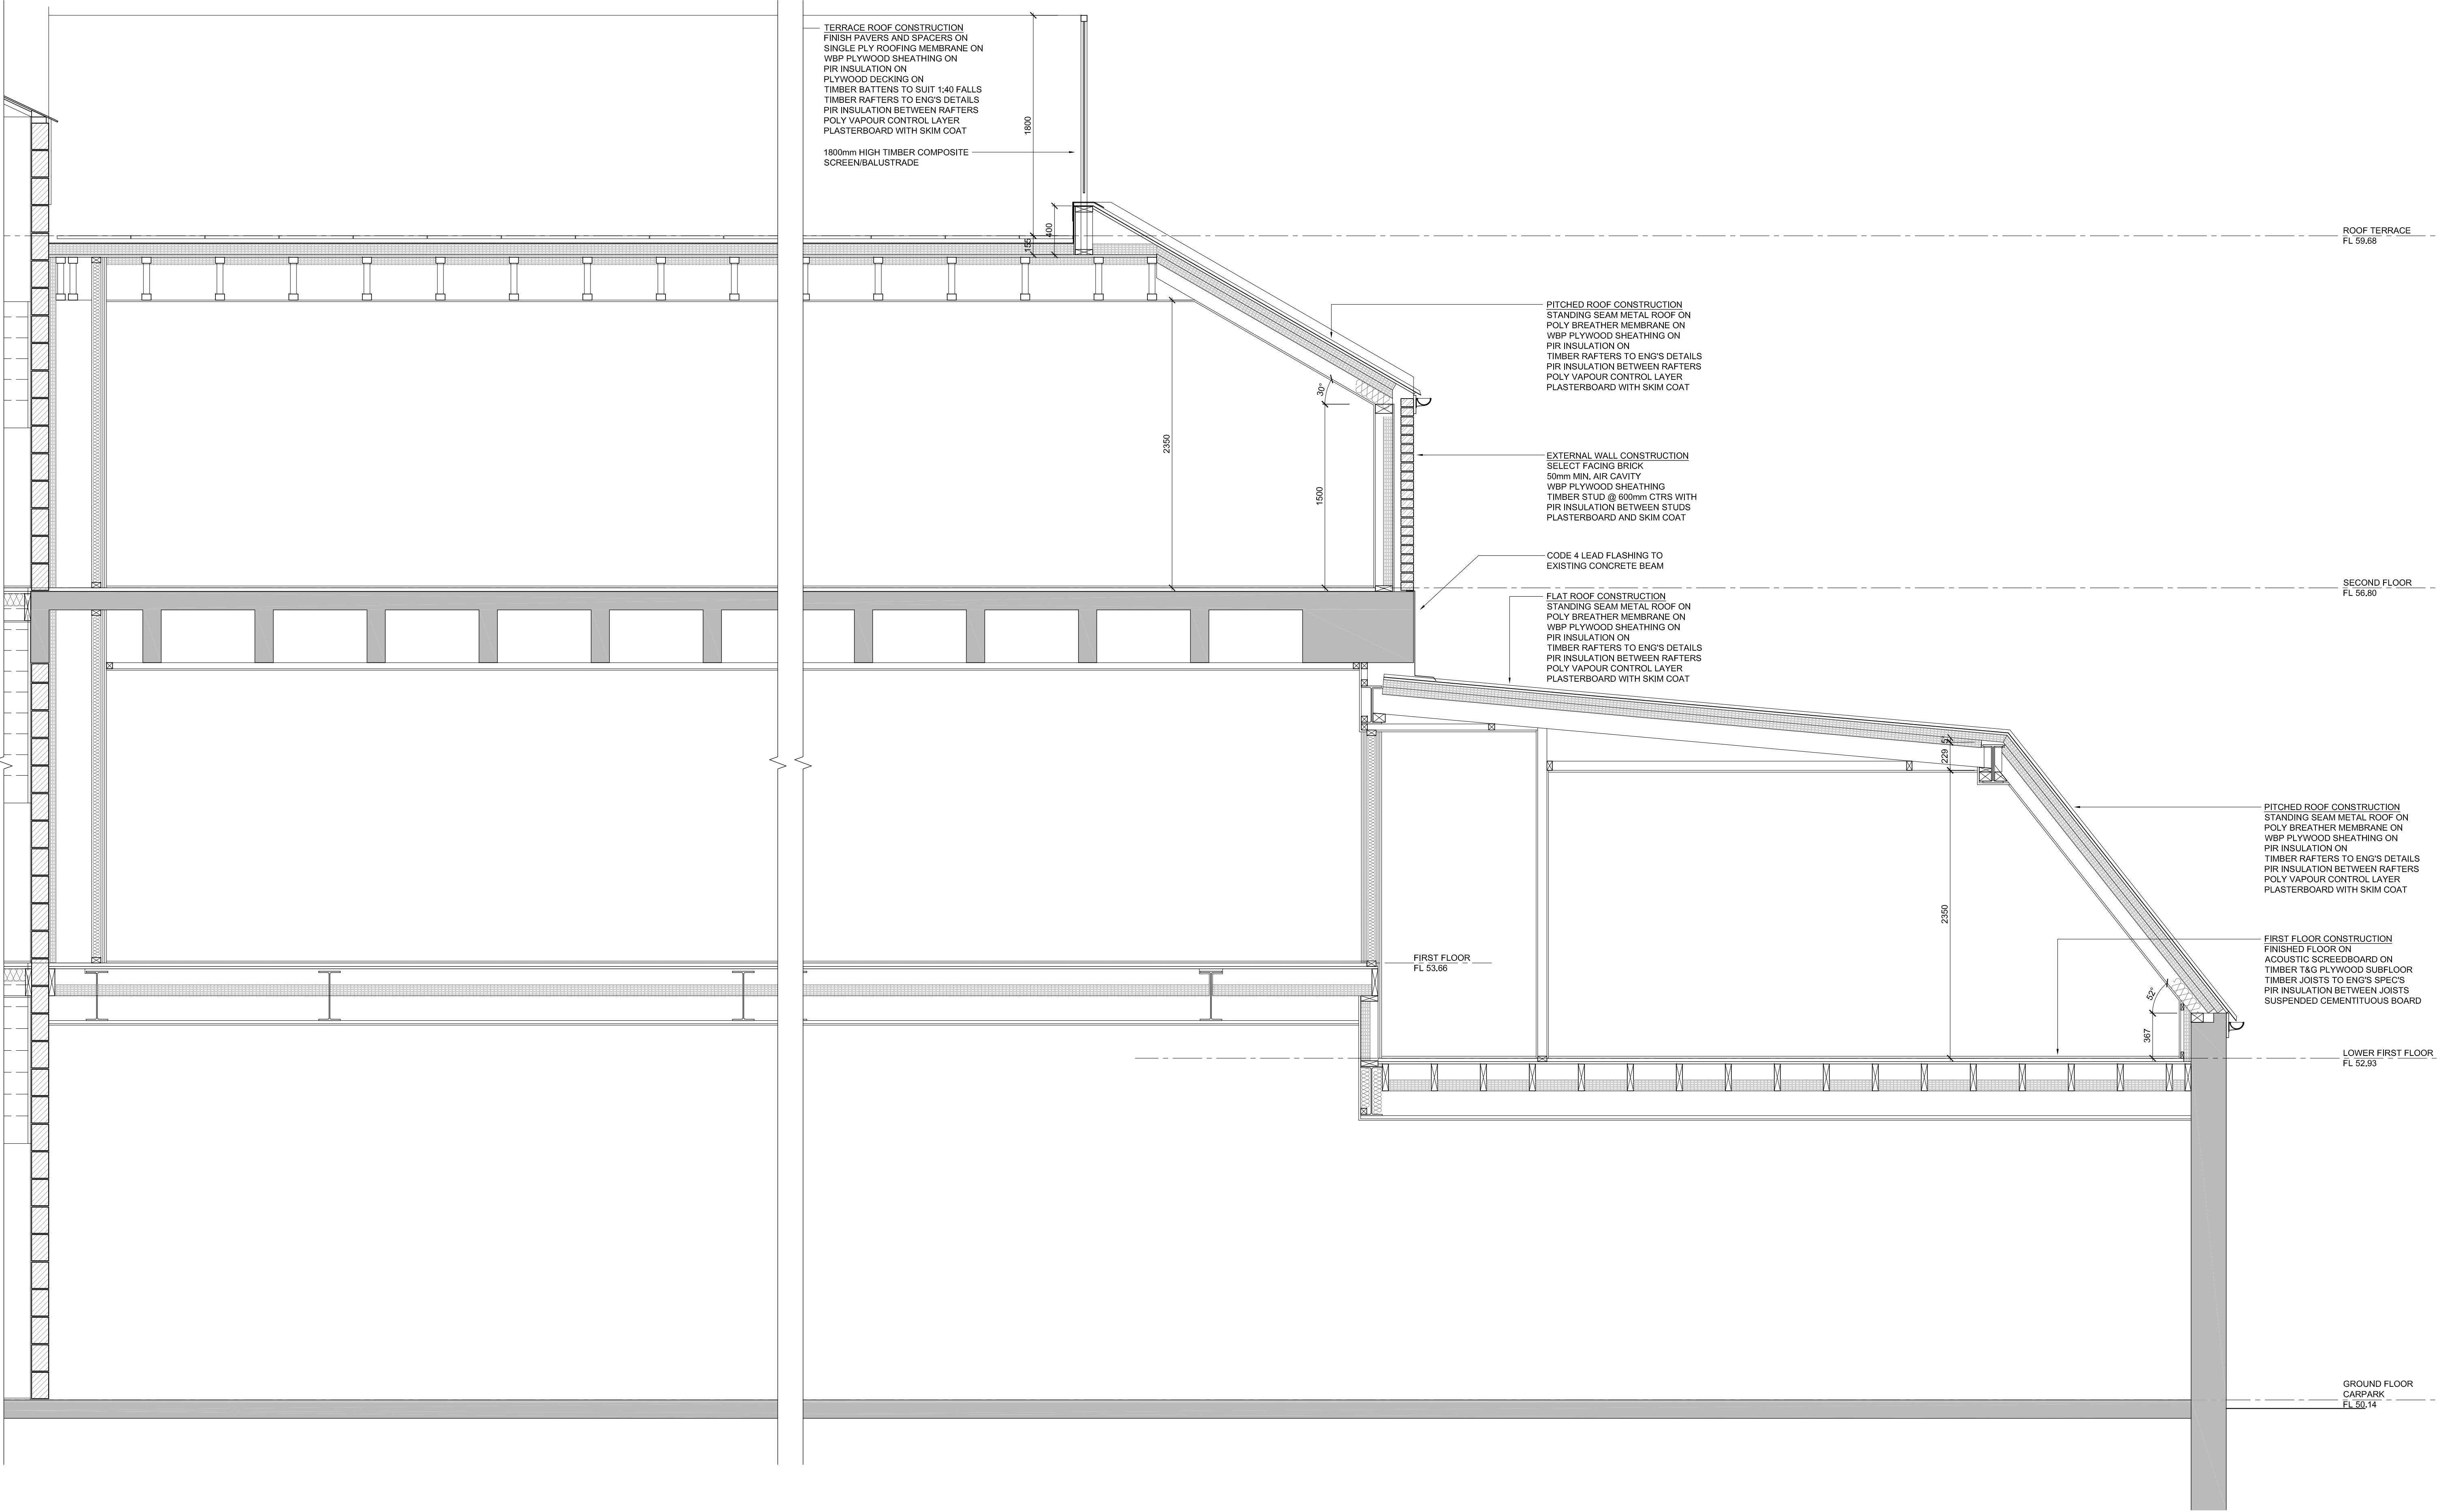 TERRACE ROOF CONSTRUCTION
FINISH PAVERS AND SPACERS ON
SINGLE PLY ROOFING MEMBRANE ON
WBP PLYWOOD SHEATHING ON
PIR INSULATION ON
PLYWOOD DECKING ON
TIMBER BATTENS TO SUIT 1:40 FALLS
TIMBER RAFTERS TO ENG'S DETAILS
PIR INSULATION BETWEEN RAFTERS
POLY VAPOUR CONTROL LAYER
PLASTERBOARD WITH SKIM COAT
1800mm HIGH TIMBER COMPOSITE
SCREEN/BALUSTRADE
1800
400
155
ROOF TERRACE
FL 59.68
PITCHED ROOF CONSTRUCTION
STANDING SEAM METAL ROOF ON
POLY BREATHER MEMBRANE ON
WBP PLYWOOD SHEATHING ON
PIR INSULATION ON
TIMBER RAFTERS TO ENG'S DETAILS
PIR INSULATION BETWEEN RAFTERS
POLY VAPOUR CONTROL LAYER
PLASTERBOARD WITH SKIM COAT
30°
2350
1500
EXTERNAL WALL CONSTRUCTION
SELECT FACING BRICK
50mm MIN. AIR CAVITY
WBP PLYWOOD SHEATHING
TIMBER STUD @ 600mm CTRS WITH
PIR INSULATION BETWEEN STUDS
PLASTERBOARD AND SKIM COAT
CODE 4 LEAD FLASHING TO
EXISTING CONCRETE BEAM
SECOND FLOOR
FL 56.80
FLAT ROOF CONSTRUCTION
STANDING SEAM METAL ROOF ON
POLY BREATHER MEMBRANE ON
WBP PLYWOOD SHEATHING ON
PIR INSULATION ON
TIMBER RAFTERS TO ENG'S DETAILS
PIR INSULATION BETWEEN RAFTERS
POLY VAPOUR CONTROL LAYER
PLASTERBOARD WITH SKIM COAT
5°
229
2350
PITCHED ROOF CONSTRUCTION
STANDING SEAM METAL ROOF ON
POLY BREATHER MEMBRANE ON
WBP PLYWOOD SHEATHING ON
PIR INSULATION ON
TIMBER RAFTERS TO ENG'S DETAILS
PIR INSULATION BETWEEN RAFTERS
POLY VAPOUR CONTROL LAYER
PLASTERBOARD WITH SKIM COAT
FIRST FLOOR CONSTRUCTION
FINISHED FLOOR ON
ACOUSTIC SCREEDBOARD ON
TIMBER T&G PLYWOOD SUBFLOOR
TIMBER JOISTS TO ENG'S SPEC'S
PIR INSULATION BETWEEN JOISTS
SUSPENDED CEMENTITUOUS BOARD
FIRST FLOOR
FL 53.66
52°
367
LOWER FIRST FLOOR
FL 52.93
GROUND FLOOR
CARPARK
FL 50.14